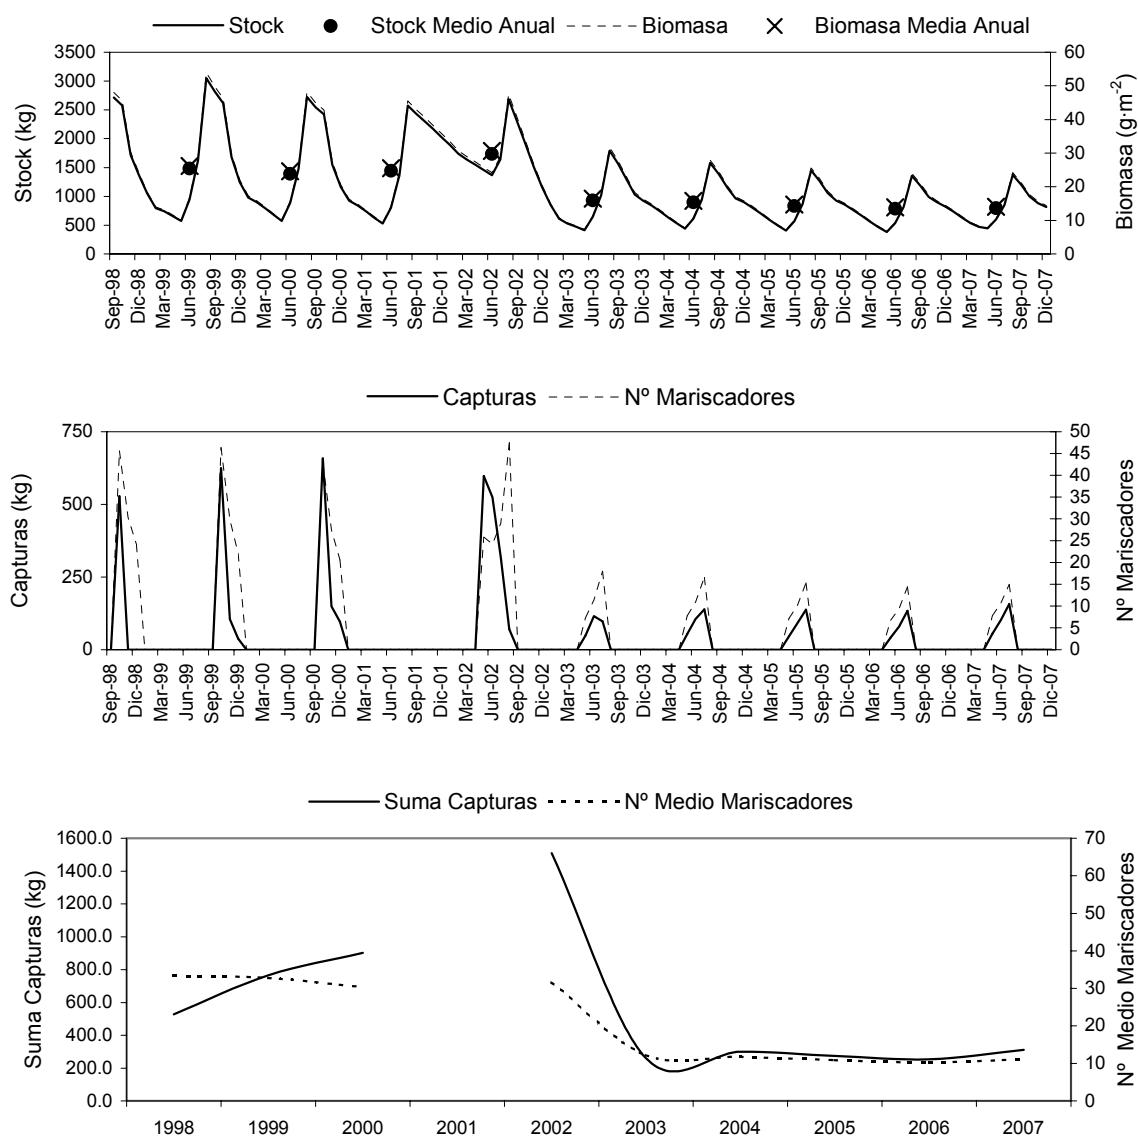 Stock Stock Medio Anual Biomasa Biomasa Media Anual
3500 60
3000 50
2500 40
2000 30
1500 20
1000 10
500 0
0
Stock (kg)
Biomasa (g·m-2)
Sep-98 Dic-98 Mar-99 Jun-99 Sep-99 Dic-99 Mar-00 Jun-00 Sep-00 Dic-00 Mar-01 Jun-01 Sep-01 Dic-01 Mar-02 Jun-02 Sep-02 Dic-02 Mar-03 Jun-03 Sep-03 Dic-03 Mar-04 Jun-04 Sep-04 Dic-04 Mar-05 Jun-05 Sep-05 Dic-05 Mar-06 Jun-06 Sep-06 Dic-06 Mar-07 Jun-07 Sep-07 Dic-07
Capturas Nº Mariscadores
750 50
500 45
250 40
0 35
30
25
20
15
10
5
0
Capturas (kg)
Nº Mariscadores
Sep-98 Dic-98 Mar-99 Jun-99 Sep-99 Dic-99 Mar-00 Jun-00 Sep-00 Dic-00 Mar-01 Jun-01 Sep-01 Dic-01 Mar-02 Jun-02 Sep-02 Dic-02 Mar-03 Jun-03 Sep-03 Dic-03 Mar-04 Jun-04 Sep-04 Dic-04 Mar-05 Jun-05 Sep-05 Dic-05 Mar-06 Jun-06 Sep-06 Dic-06 Mar-07 Jun-07 Sep-07 Dic-07
Suma Capturas Nº Medio Mariscadores
1600.0 70
1400.0 60
1200.0 50
1000.0 40
800.0 30
600.0 20
400.0 10
200.0 0
0.0
Suma Capturas (kg)
Nº Medio Mariscadores
1998 1999 2000 2001 2002 2003 2004 2005 2006 2007